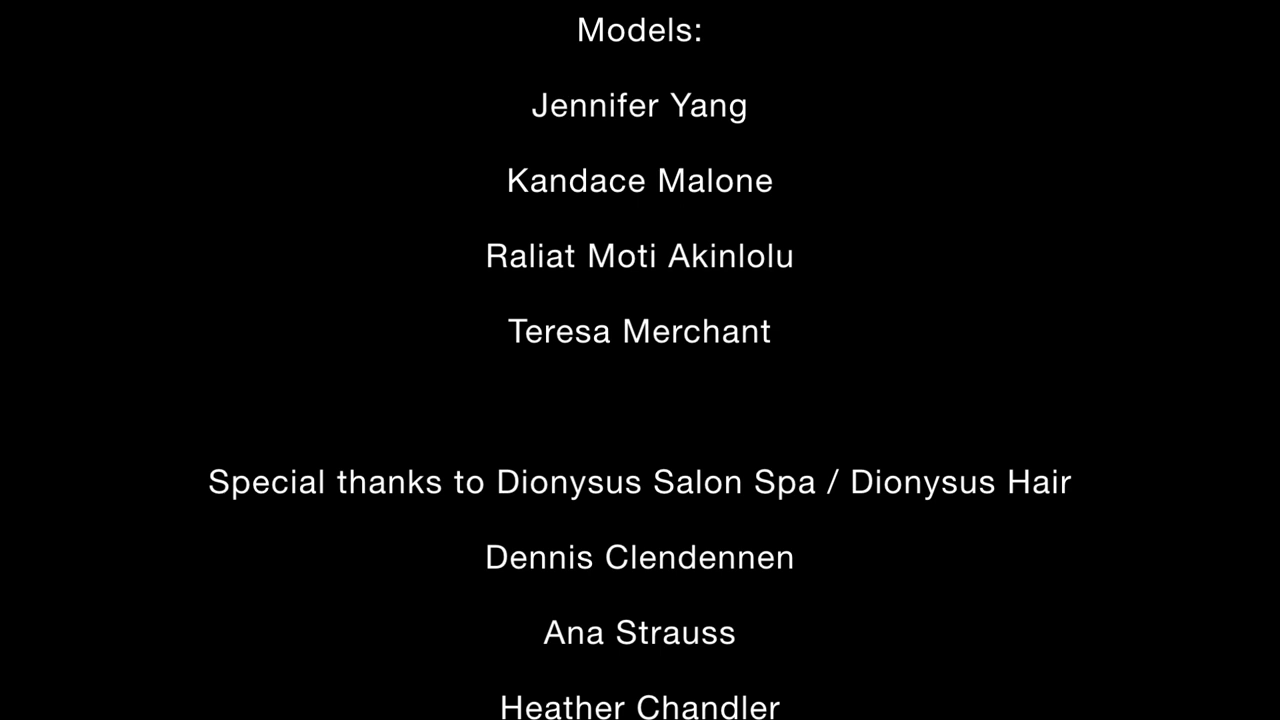 Models:
Jennifer Yang
Kandace Malone
Raliat Moti Akinlolu
Teresa Merchant
Special thanks to Dionysus Salon Spa / Dionysus Hair
Dennis Clendennen
Ana Strauss
Heather Chandler